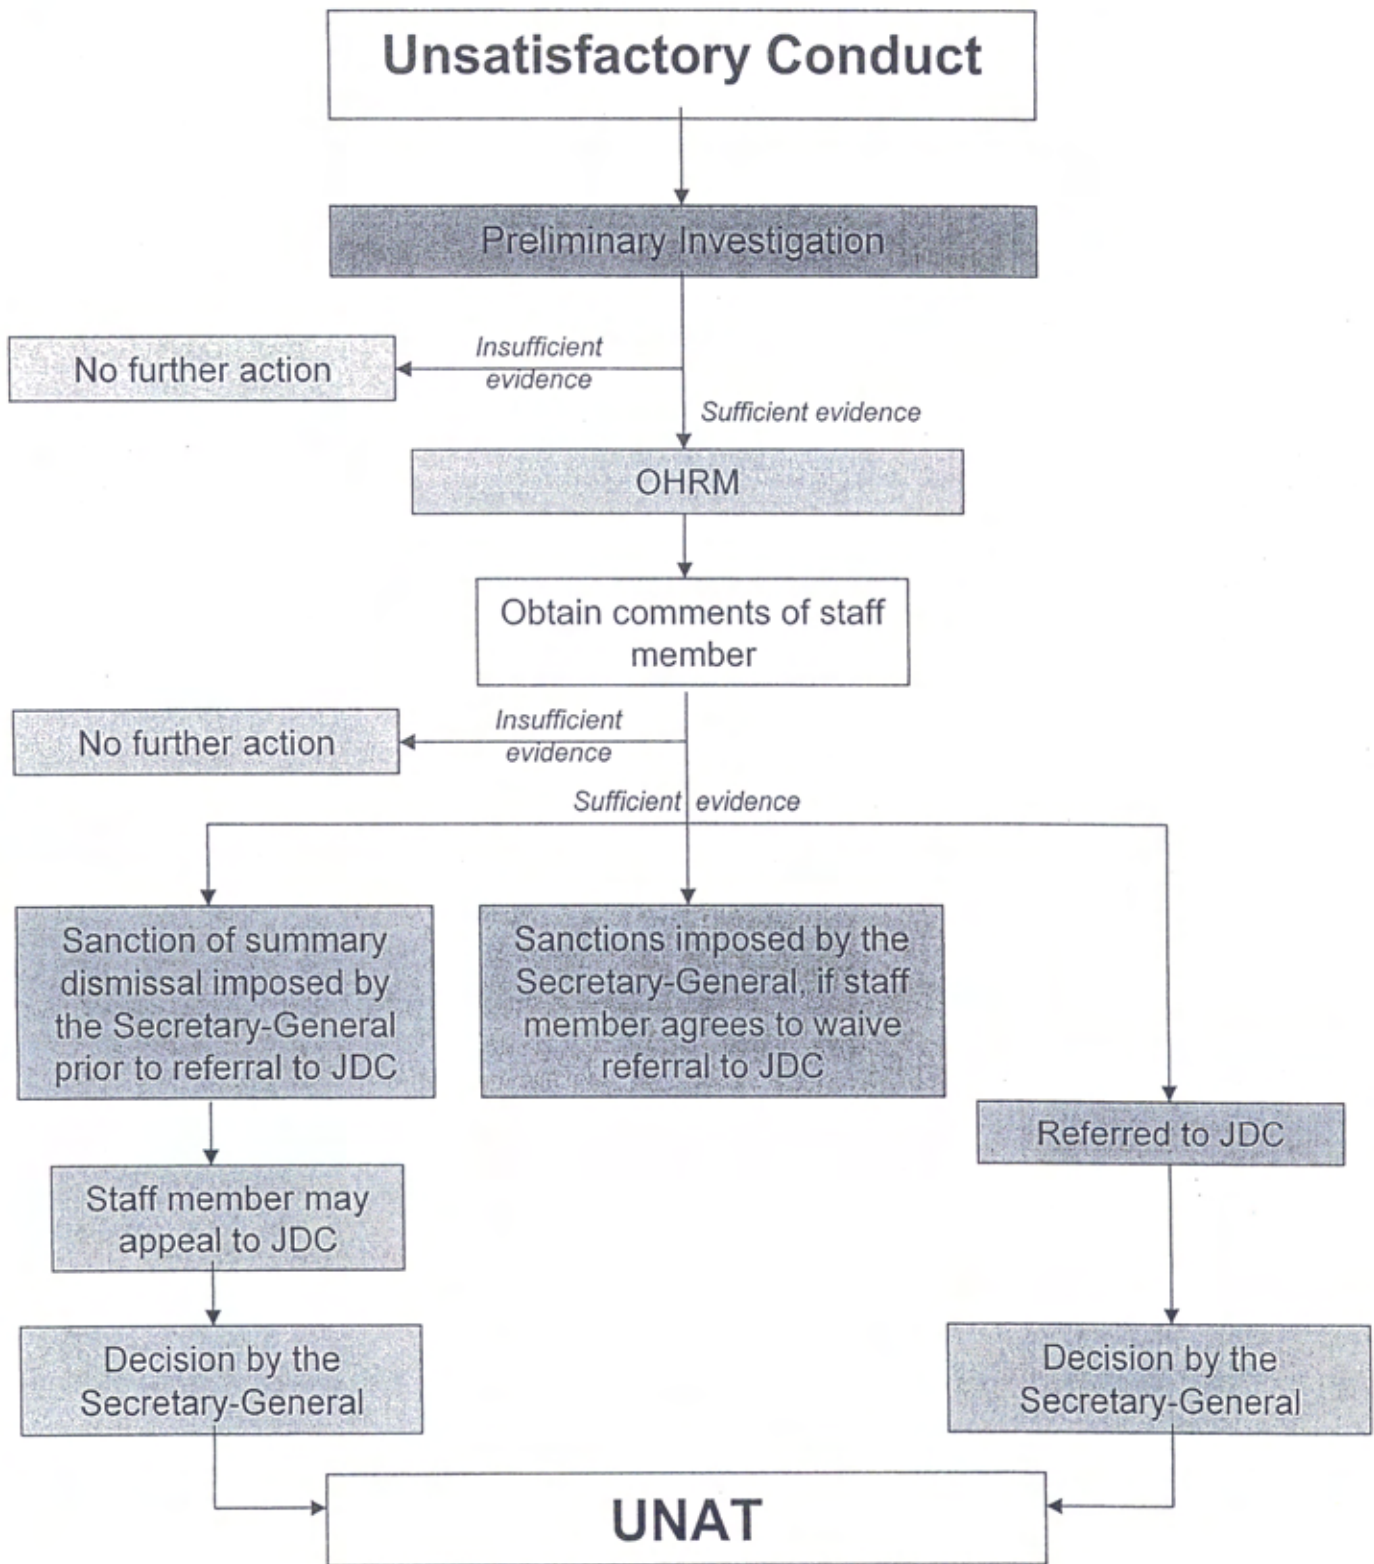 Unsatisfactory Conduct
Preliminary Investigation
Insufficient
evidence
No further action
Sufficient evidence
OHRM
Obtain comments of staff
member
Insufficient
evidence
No further action
Sufficient evidence
Sanction of summary
dismissal imposed by
the Secretary-General
prior to referral to JDC
Sanctions imposed by the
Secretary-General, if staff
member agrees to waive
referral to JDC
Referred to JDC
Staff member may
appeal to JDC
Decision by the
Secretary-General
Decision by the
Secretary-General
UNAT